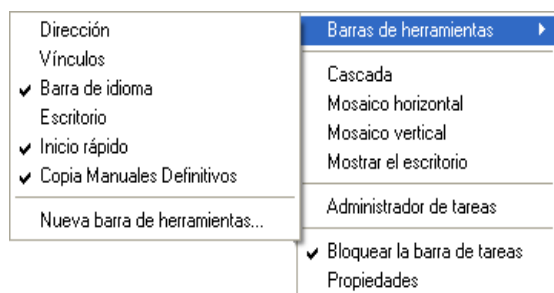 Dirección
Vínculos
Barra de idioma
Escritorio
Inicio rápido
Copia Manuales Definitivos
Nueva barra de herramientas...
Barras de herramientas
Cascada
Mosaico horizontal
Mosaico vertical
Mostrar el escritorio
Administrador de tareas
Bloquear la barra de tareas
Propiedades